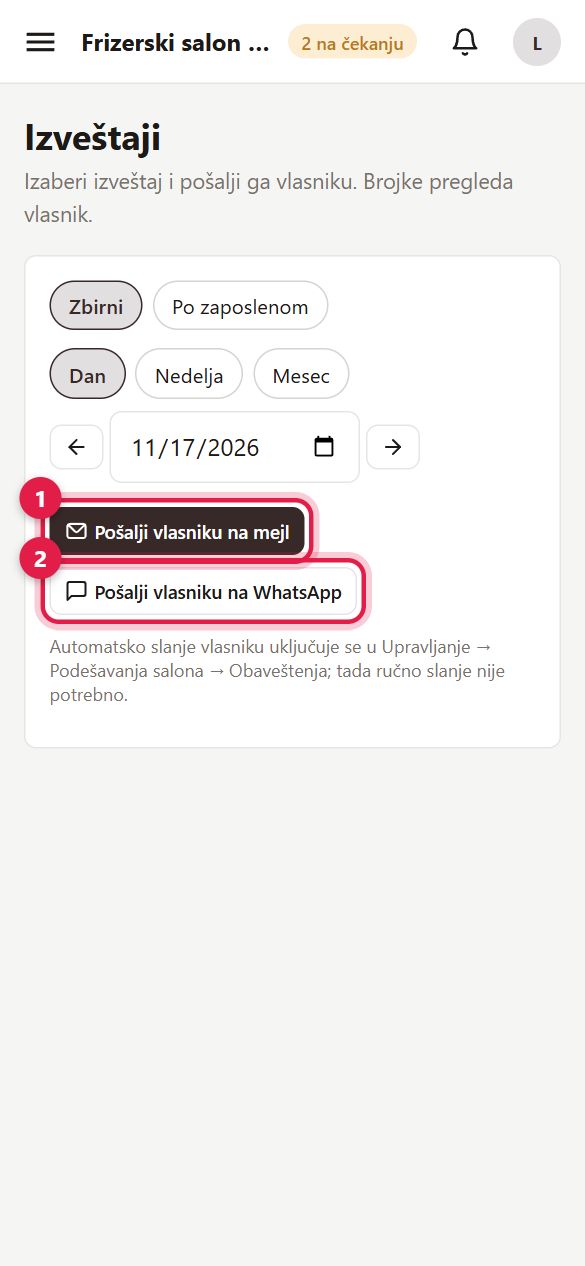 Frizerski salon ...
2 na čekanju
L
Izveštaji
Izaberi izveštaj i pošalji ga vlasniku. Brojke pregleda
vlasnik.
Zbirni
Po zaposlenom
Dan
Nedelja
Mesec
←
11/17/2026
→
1
Pošalji vlasniku na mejl
2
Pošalji vlasniku na WhatsApp
Automatsko slanje vlasniku uključuje se u Upravljanje →
Podešavanja salona → Obaveštenja; tada ručno slanje nije
potrebno.